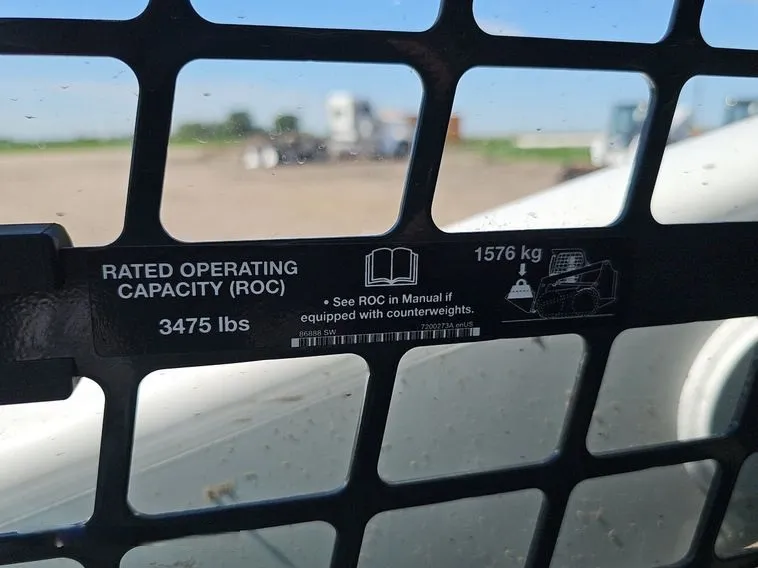 RATED OPERATING
CAPACITY (ROC)
3475 lbs
• See ROC in Manual if
equipped with counterweights.
86888 SW
7200273A enUS
1576 kg